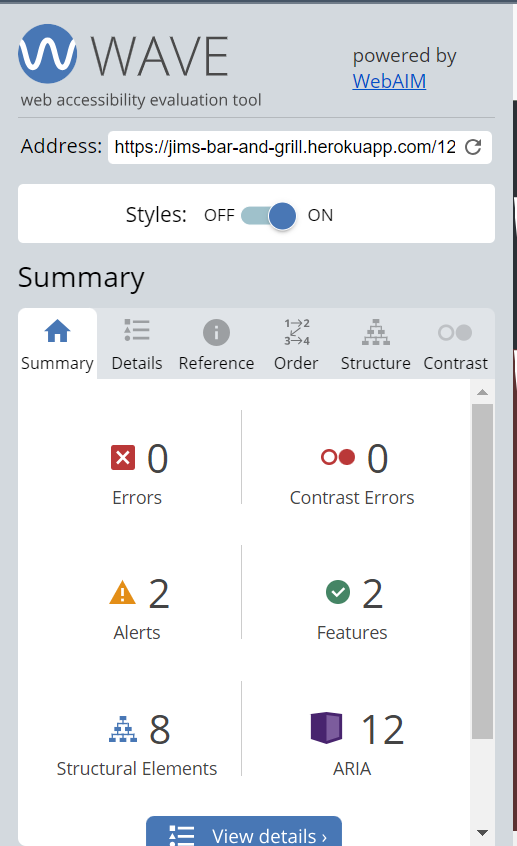 WAVE
web accessibility evaluation tool
powered by
WebAIM
Address: https://jims-bar-and-grill.herokuapp.com/12
Styles: OFF ON
Summary
Summary Details Reference Order Structure Contrast
1 2
3 4
0 0
Errors Contrast Errors
2 2
Alerts Features
8 12
Structural Elements ARIA
View details ›